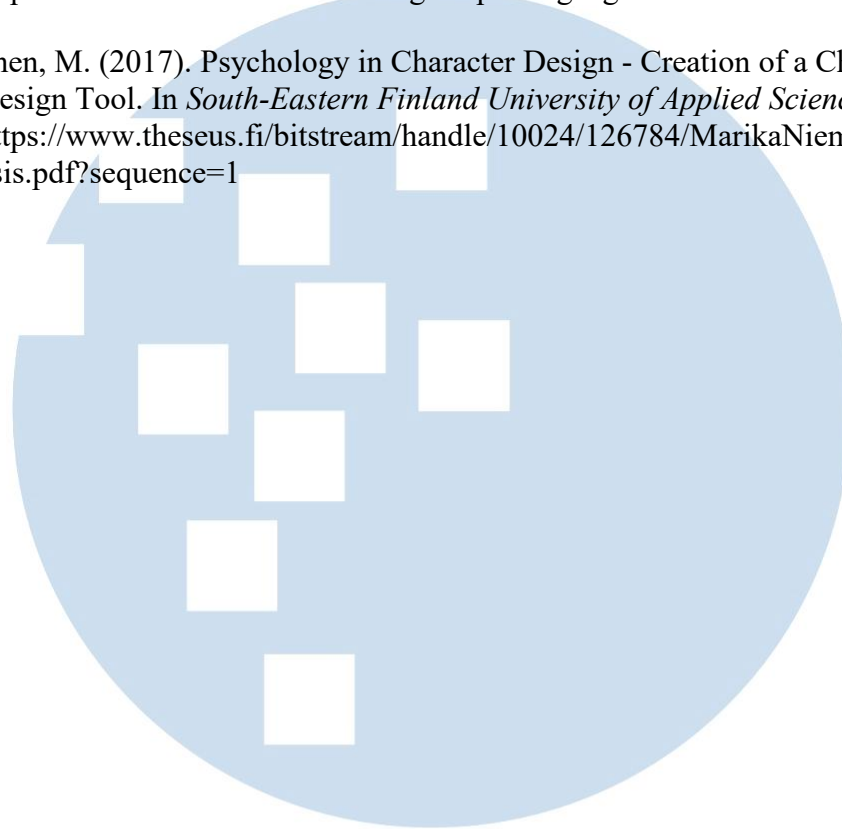 nen, M. (2017). Psychology in Character Design - Creation of a Cl
esign Tool. In South-Eastern Finland University of Applied Scienc
ttps://www.theseus.fi/bitstream/handle/10024/126784/MarikaNiem
sis.pdf?sequence=1